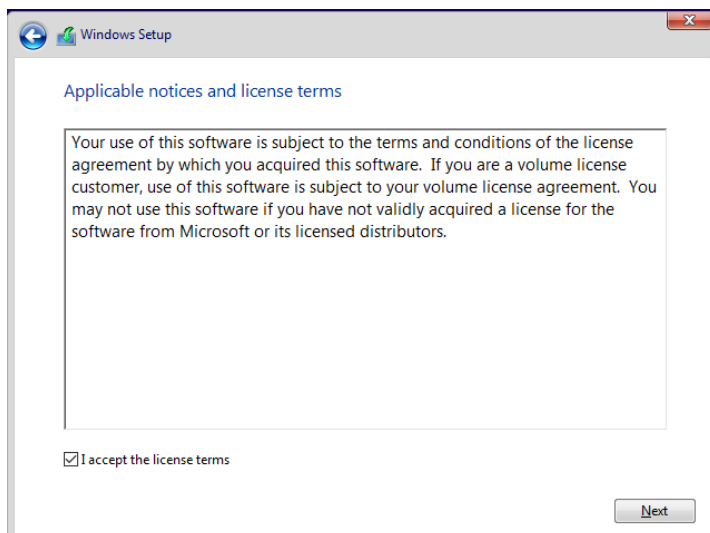 Windows Setup
Applicable notices and license terms
Your use of this software is subject to the terms and conditions of the license
agreement by which you acquired this software.  If you are a volume license
customer, use of this software is subject to your volume license agreement.  You
may not use this software if you have not validly acquired a license for the
software from Microsoft or its licensed distributors.
I accept the license terms
Next